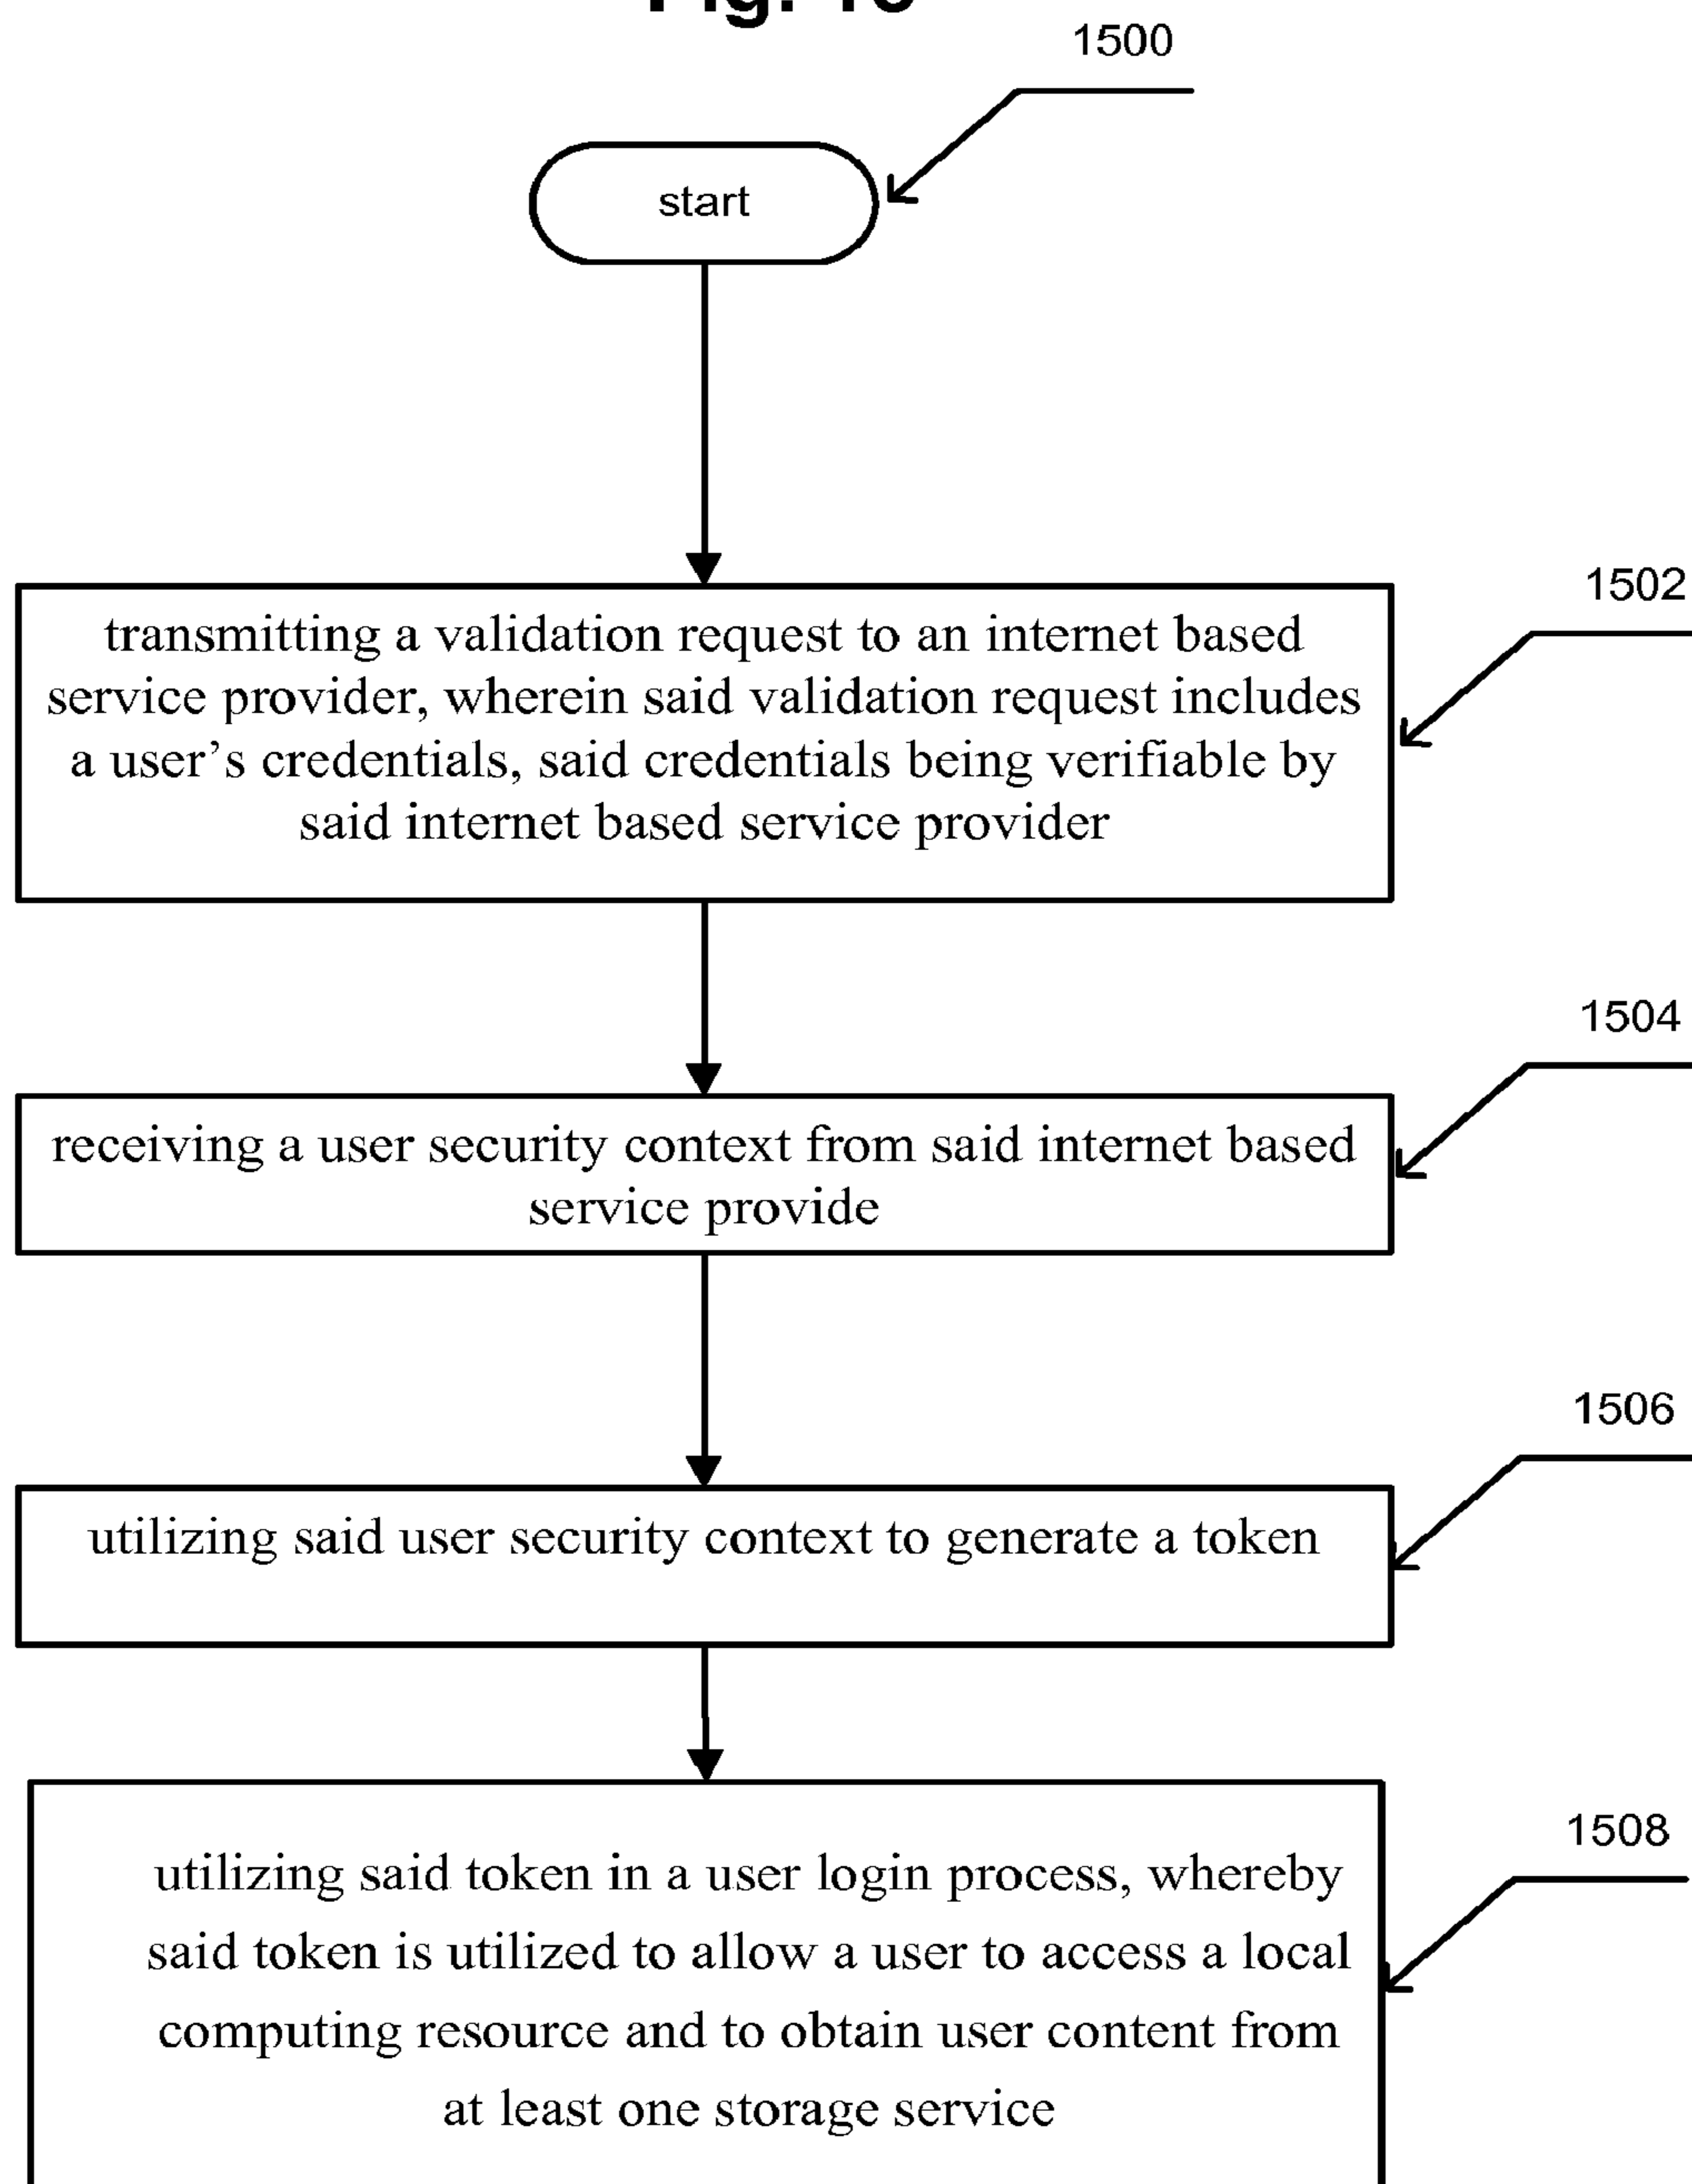 1500
start
1502
transmitting a validation request to an internet based
service provider, wherein said validation request includes
a user’s credentials, said credentials being verifiable by
said internet based service provider
1504
receiving a user security context from said internet based
service provide
1506
utilizing said user security context to generate a token
1508
utilizing said token in a user login process, whereby
said token is utilized to allow a user to access a local
computing resource and to obtain user content from
at least one storage service